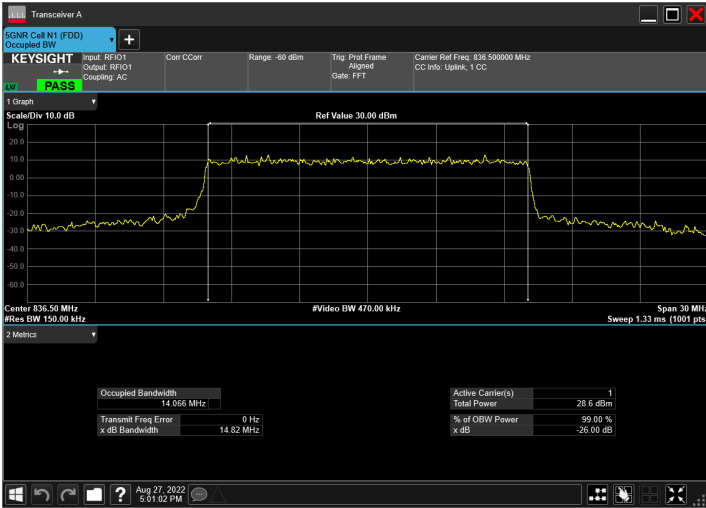 Transceiver A
5GNR Cell N1 (FDD)
Occupied BW
+
KEYSIGHT
LXI
PASS
Input: RFIO1
Output: RFIO1
Coupling: AC
Corr CCorr
Range: -60 dBm
Trig: Prot Frame
Aligned
Gate: FFT
Carrier Ref Freq: 836.500000 MHz
CC Info: Uplink, 1 CC
1 Graph
Scale/Div 10.0 dB
Ref Value 30.00 dBm
Log
20.0
10.0
0.00
-10.0
-20.0
-30.0
-40.0
-50.0
-60.0
Center 836.50 MHz
#Video BW 470.00 kHz
Span 30 MHz
#Res BW 150.00 kHz
Sweep 1.33 ms (1001 pts
2 Metrics
Occupied Bandwidth
14.066 MHz
Transmit Freq Error 0 Hz
x dB Bandwidth 14.82 MHz
Active Carrier(s) 1
Total Power 28.6 dBm
% of OBW Power 99.00 %
x dB -26.00 dB
?
Aug 27, 2022
5:01:02 PM